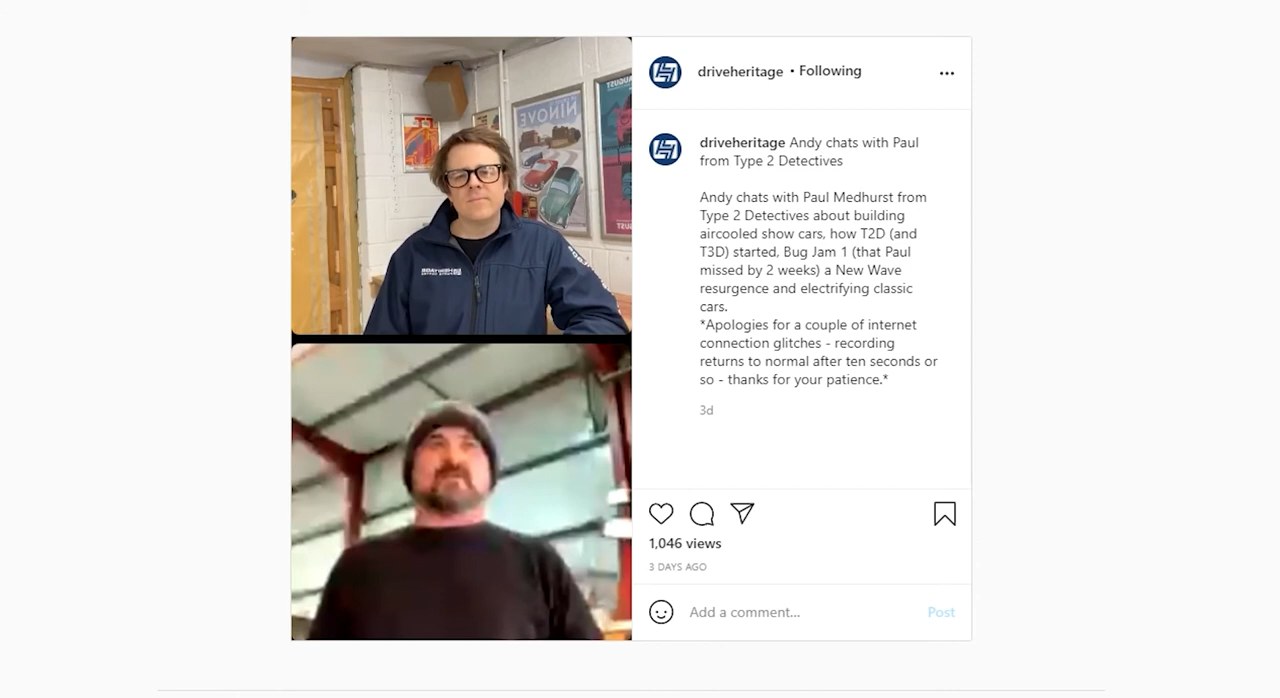 NINOVE
AUGUST
driveheritage • Following
driveheritage Andy chats with Paul
from Type 2 Detectives
Andy chats with Paul Medhurst from
Type 2 Detectives about building
aircooled show cars, how T2D (and
T3D) started, Bug Jam 1 (that Paul
missed by 2 weeks) a New Wave
resurgence and electrifying classic
cars.
*Apologies for a couple of internet
connection glitches - recording
returns to normal after ten seconds or
so - thanks for your patience.*
3d
1,046 views
3 DAYS AGO
Add a comment...
Post